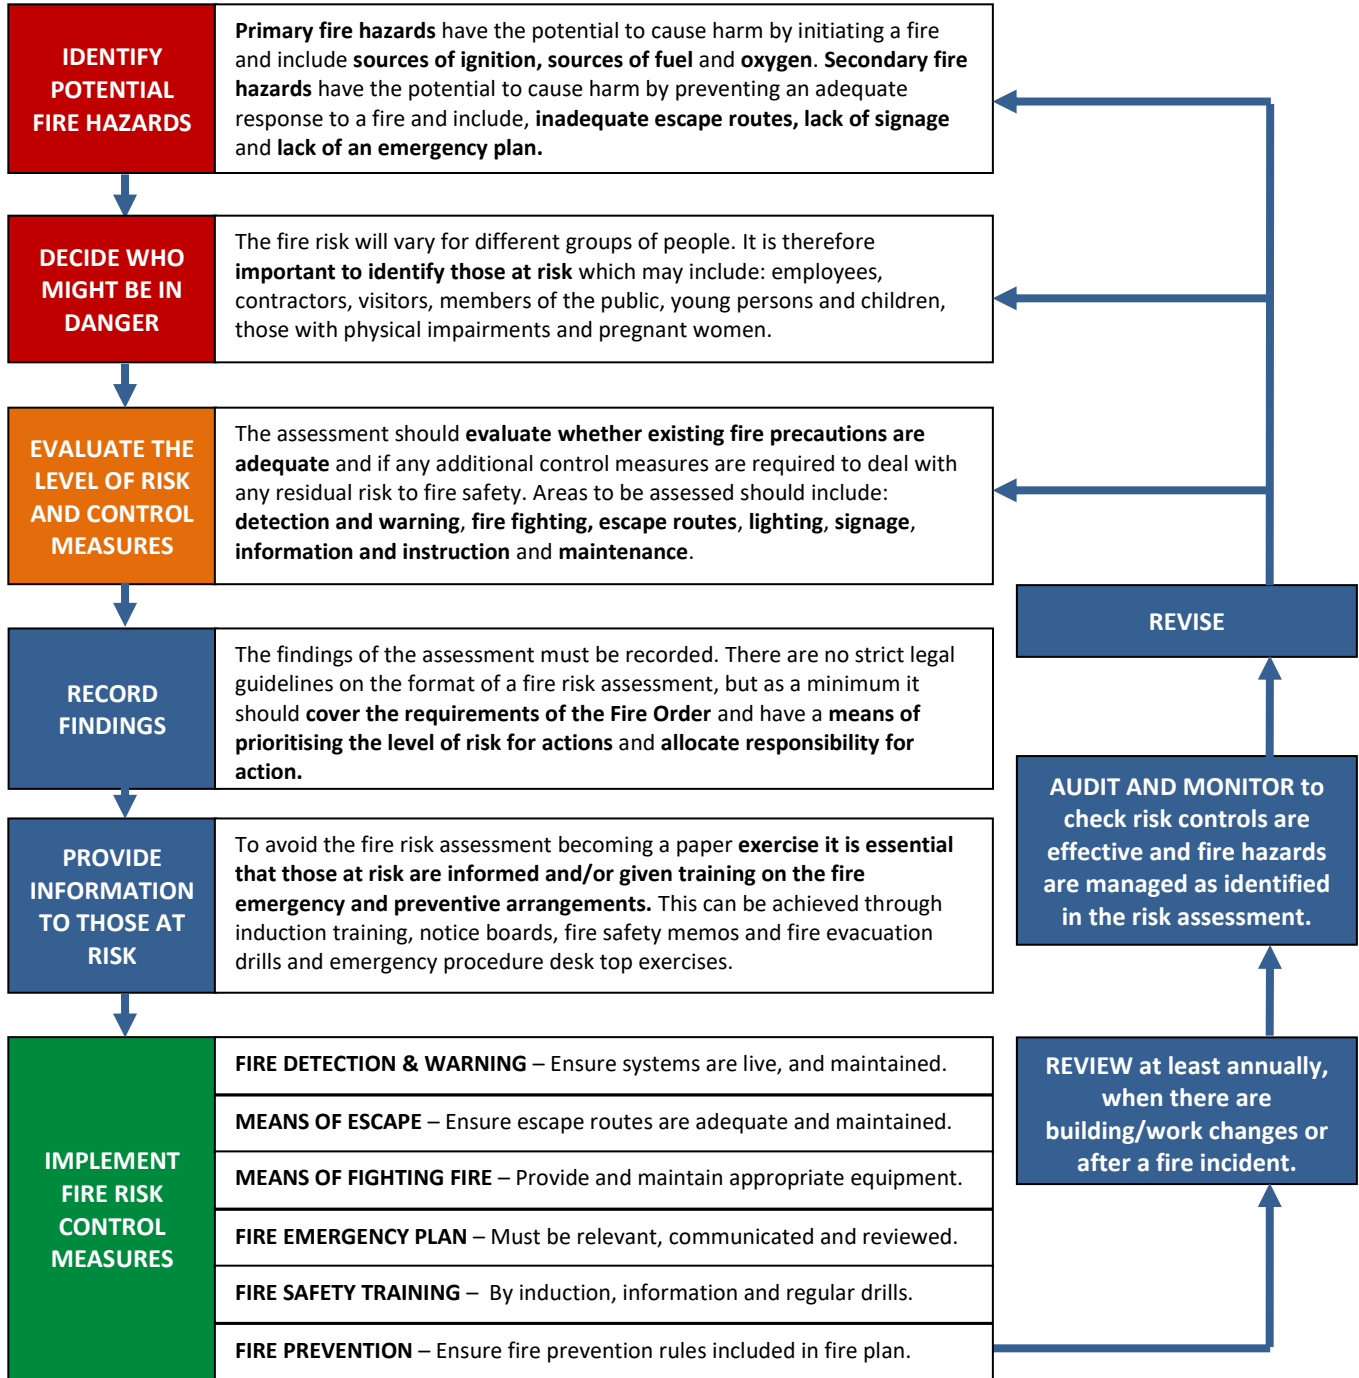 IDENTIFY
POTENTIAL
FIRE HAZARDS
Primary fire hazards have the potential to cause harm by initiating a fire
and include sources of ignition, sources of fuel and oxygen. Secondary fire
hazards have the potential to cause harm by preventing an adequate
response to a fire and include, inadequate escape routes, lack of signage
and lack of an emergency plan.
DECIDE WHO
MIGHT BE IN
DANGER
The fire risk will vary for different groups of people. It is therefore
important to identify those at risk which may include: employees,
contractors, visitors, members of the public, young persons and children,
those with physical impairments and pregnant women.
EVALUATE THE
LEVEL OF RISK
AND CONTROL
MEASURES
The assessment should evaluate whether existing fire precautions are
adequate and if any additional control measures are required to deal with
any residual risk to fire safety. Areas to be assessed should include:
detection and warning, fire fighting, escape routes, lighting, signage,
information and instruction and maintenance.
RECORD
FINDINGS
The findings of the assessment must be recorded. There are no strict legal
guidelines on the format of a fire risk assessment, but as a minimum it
should cover the requirements of the Fire Order and have a means of
prioritising the level of risk for actions and allocate responsibility for
action.
PROVIDE
INFORMATION
TO THOSE AT
RISK
To avoid the fire risk assessment becoming a paper exercise it is essential
that those at risk are informed and/or given training on the fire
emergency and preventive arrangements. This can be achieved through
induction training, notice boards, fire safety memos and fire evacuation
drills and emergency procedure desk top exercises.
IMPLEMENT
FIRE RISK
CONTROL
MEASURES
FIRE DETECTION & WARNING – Ensure systems are live, and maintained.
MEANS OF ESCAPE – Ensure escape routes are adequate and maintained.
MEANS OF FIGHTING FIRE – Provide and maintain appropriate equipment.
FIRE EMERGENCY PLAN – Must be relevant, communicated and reviewed.
FIRE SAFETY TRAINING – By induction, information and regular drills.
FIRE PREVENTION – Ensure fire prevention rules included in fire plan.
REVISE
AUDIT AND MONITOR to
check risk controls are
effective and fire hazards
are managed as identified
in the risk assessment.
REVIEW at least annually,
when there are
building/work changes or
after a fire incident.